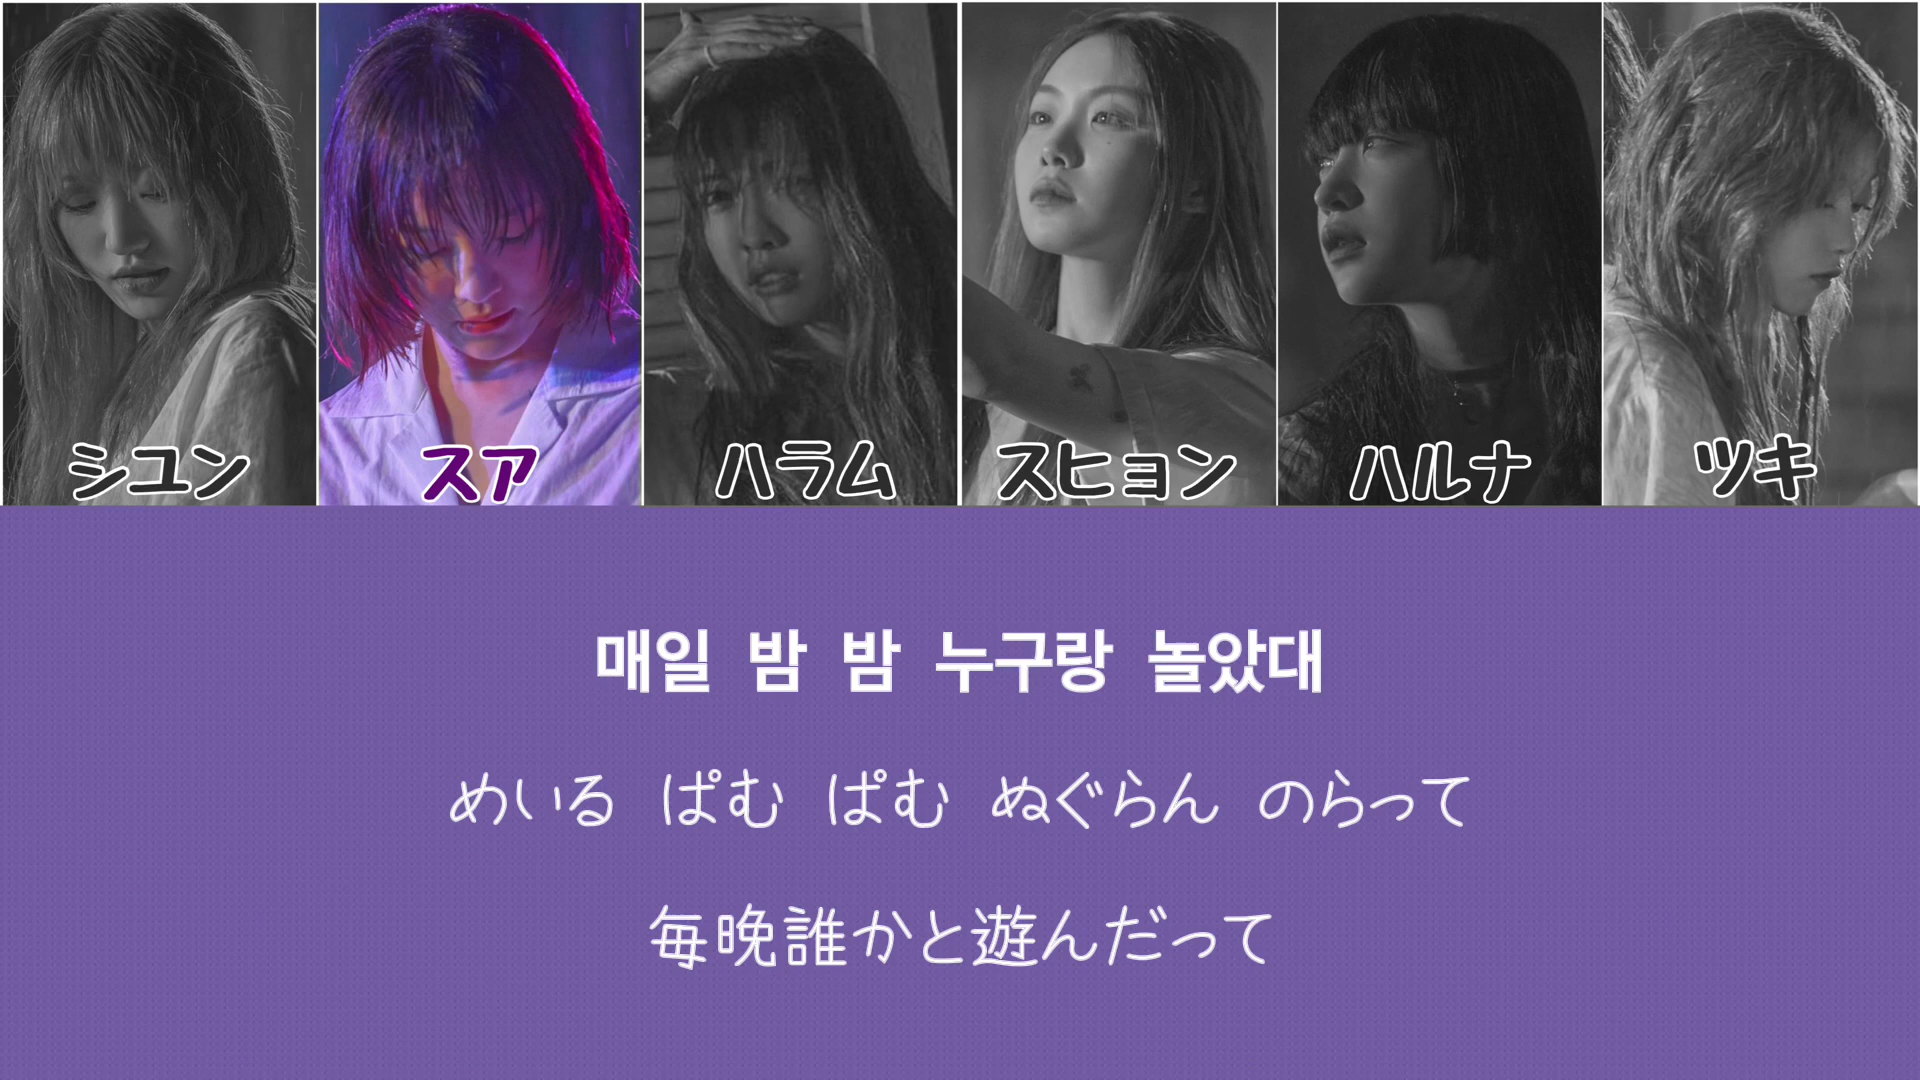 シユン
スア
ハラム
スヒョン
ハルナ
ツキ
매일 밤 밤 누구랑 놀았대
めいる ぱむ ぱむ ぬぐらん のらって
毎晩誰かと遊んだって